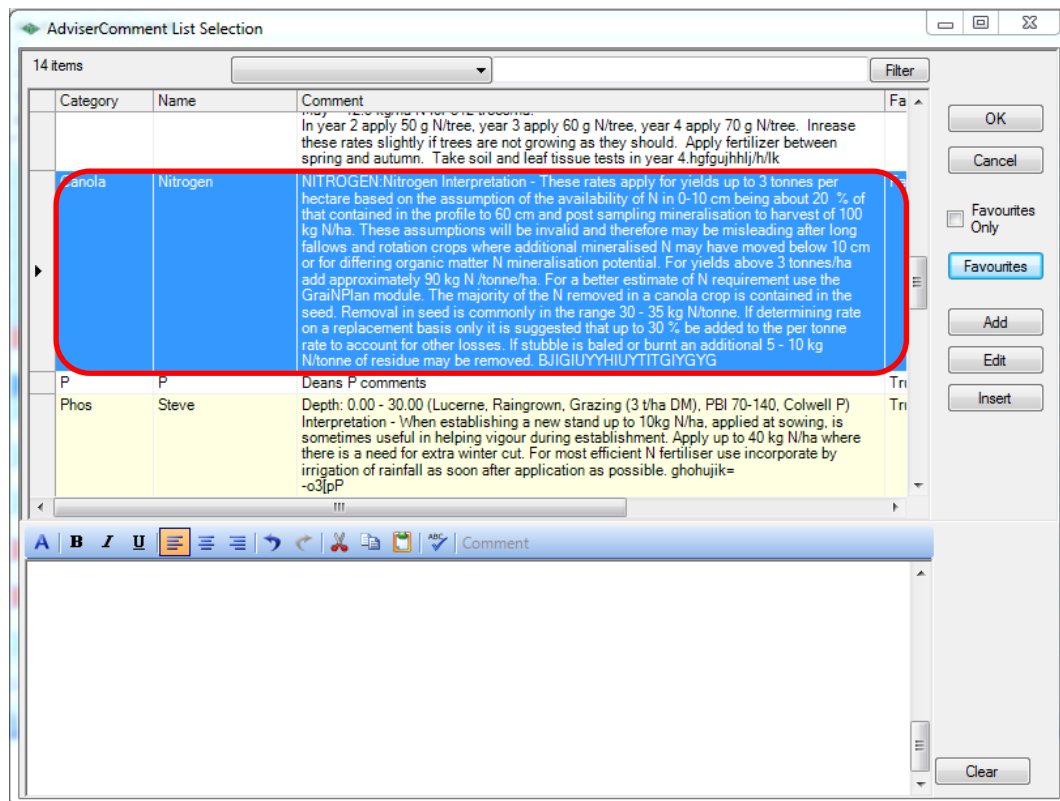 AdviserComment List Selection
14 items
Filter
Category Name Comment Fa
In year 2 apply 50 g N/tree, year 3 apply 60 g N/tree, year 4 apply 70 g N/tree. Inrease
these rates slightly if trees are not growing as they should. Apply fertilizer between
spring and autumn. Take soil and leaf tissue tests in year 4.hgfgujhhlj/h/lk
Canola Nitrogen NITROGEN:Nitrogen Interpretation - These rates apply for yields up to 3 tonnes per
hectare based on the assumption of the availability of N in 0-10 cm being about 20 % of
that contained in the profile to 60 cm and post sampling mineralisation to harvest of 100
kg N/ha. These assumptions will be invalid and therefore may be misleading after long
fallows and rotation crops where additional mineralised N may have moved below 10 cm
or for differing organic matter N mineralisation potential. For yields above 3 tonnes/ha
add approximately 90 kg N /tonne/ha. For a better estimate of N requirement use the
GraiNPlan module. The majority of the N removed in a canola crop is contained in the
seed. Removal in seed is commonly in the range 30 - 35 kg N/tonne. If determining rate
on a replacement basis only it is suggested that up to 30 % be added to the per tonne
rate to account for other losses. If stubble is baled or burnt an additional 5 - 10 kg
N/tonne of residue may be removed. BJIGIUYYHIUYTITGIYGYG
P P Deans P comments Tru
Phos Steve Depth: 0.00 - 30.00 (Lucerne, Raingrown, Grazing (3 t/ha DM), PBI 70-140, Colwell P) Tru
Interpretation - When establishing a new stand up to 10kg N/ha, applied at sowing, is
sometimes useful in helping vigour during establishment. Apply up to 40 kg N/ha where
there is a need for extra winter cut. For most efficient N fertiliser use incorporate by
irrigation of rainfall as soon after application as possible. ghohujik=
-o3[pP
OK
Cancel
Favourites
Only
Favourites
Add
Edit
Insert
A B I U ABC Comment
Clear